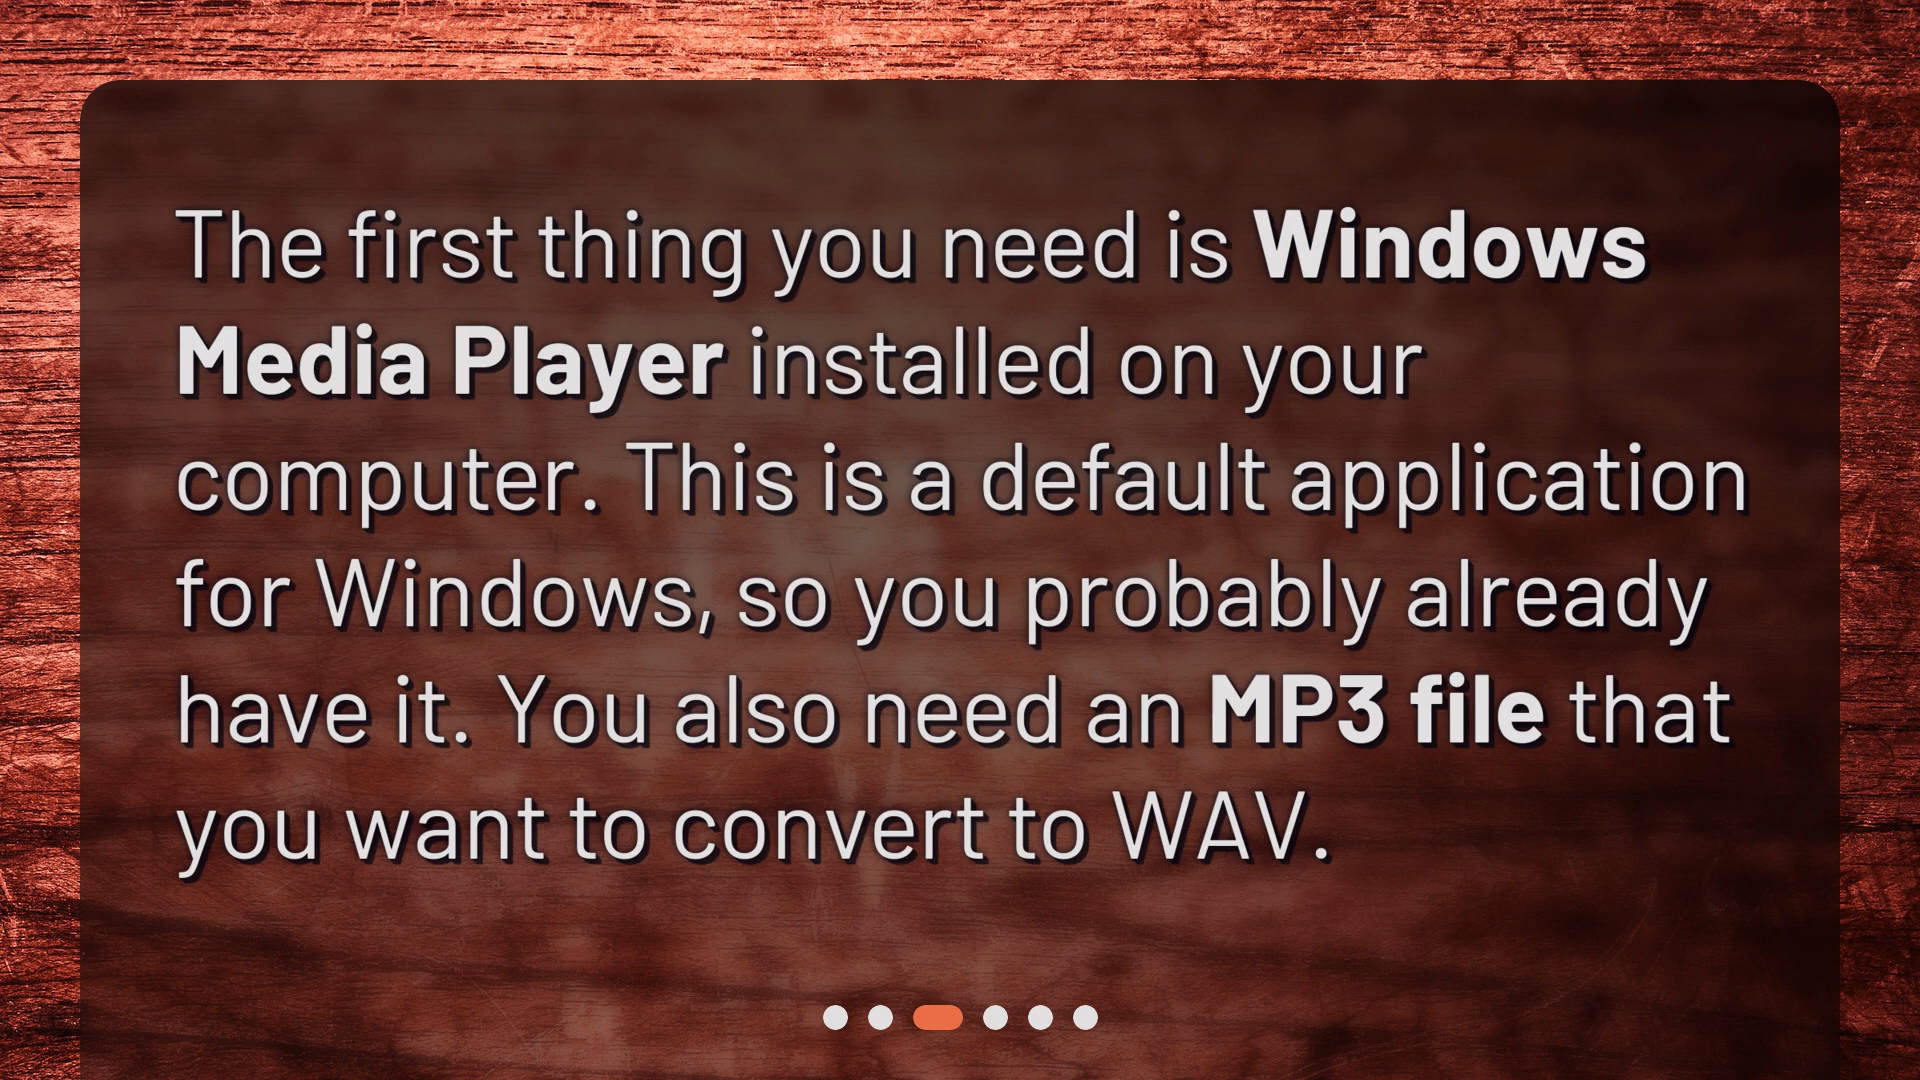 The first thing you need is Windows
Media Player installed on your
computer. This is a default application
for Windows, so you probably already
have it. You also need an MP3 file that
you want to convert to WAV.